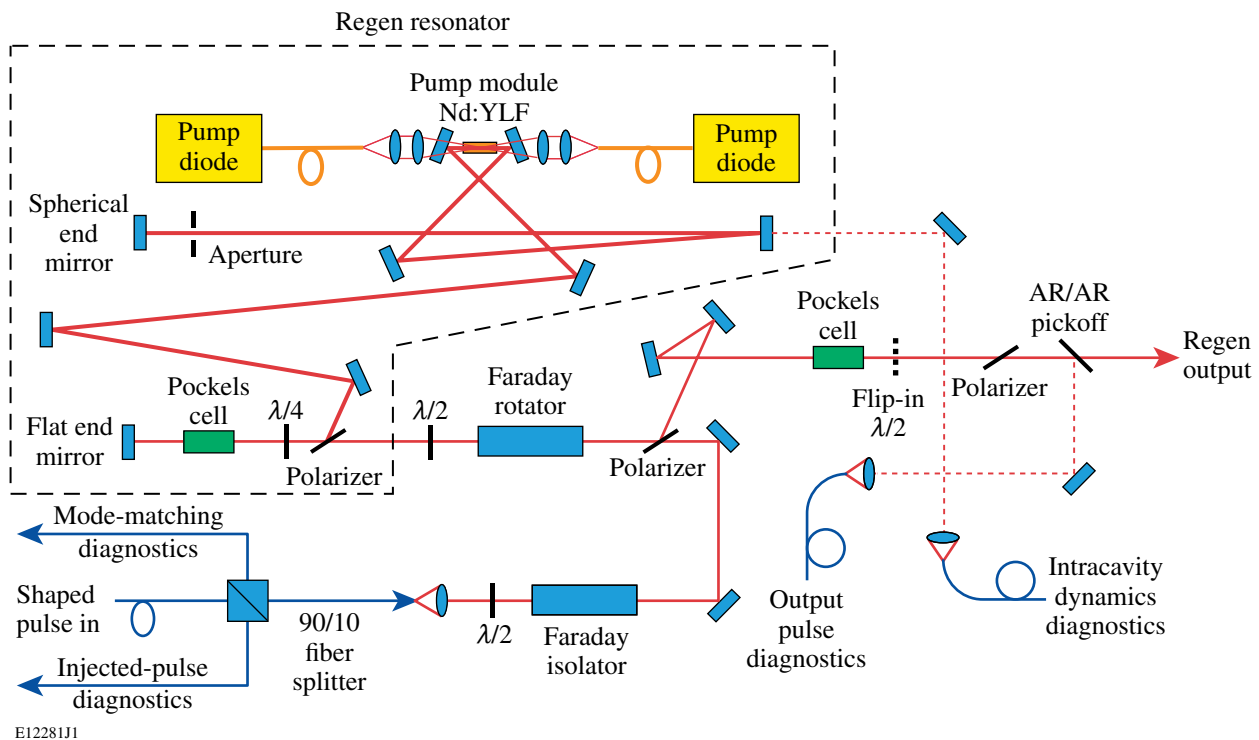 Regen resonator
Pump module
Nd:YLF
Pump
diode
Pump
diode
Spherical
end
mirror
Aperture
Pockels
cell
AR/AR
pickoff
Regen
output
Polarizer
Flip-in
λ/2
Pockels
cell
λ/4
λ/2
Faraday
rotator
Flat end
mirror
Polarizer
Polarizer
Mode-matching
diagnostics
Shaped
pulse in
90/10
fiber
splitter
λ/2
Faraday
isolator
Output
pulse
diagnostics
Intracavity
dynamics
diagnostics
Injected-pulse
diagnostics
E12281J1